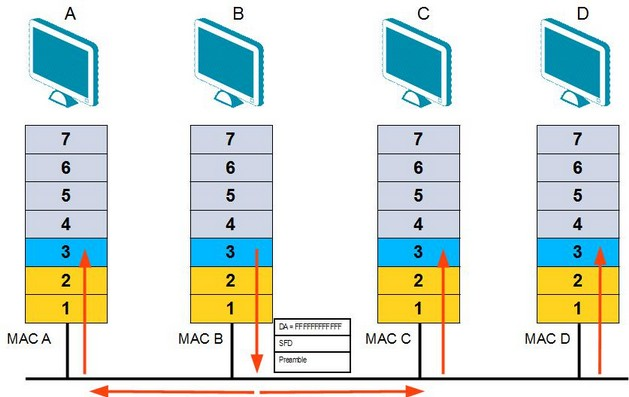 A B C D
7 7 7 7
6 6 6 6
5 5 5 5
4 4 4 4
3 3 3 3
2 2 2 2
1 1 1 1
DA = FFFFFFFFFFFF
MAC A MAC B SFD MAC C MAC D
Preamble